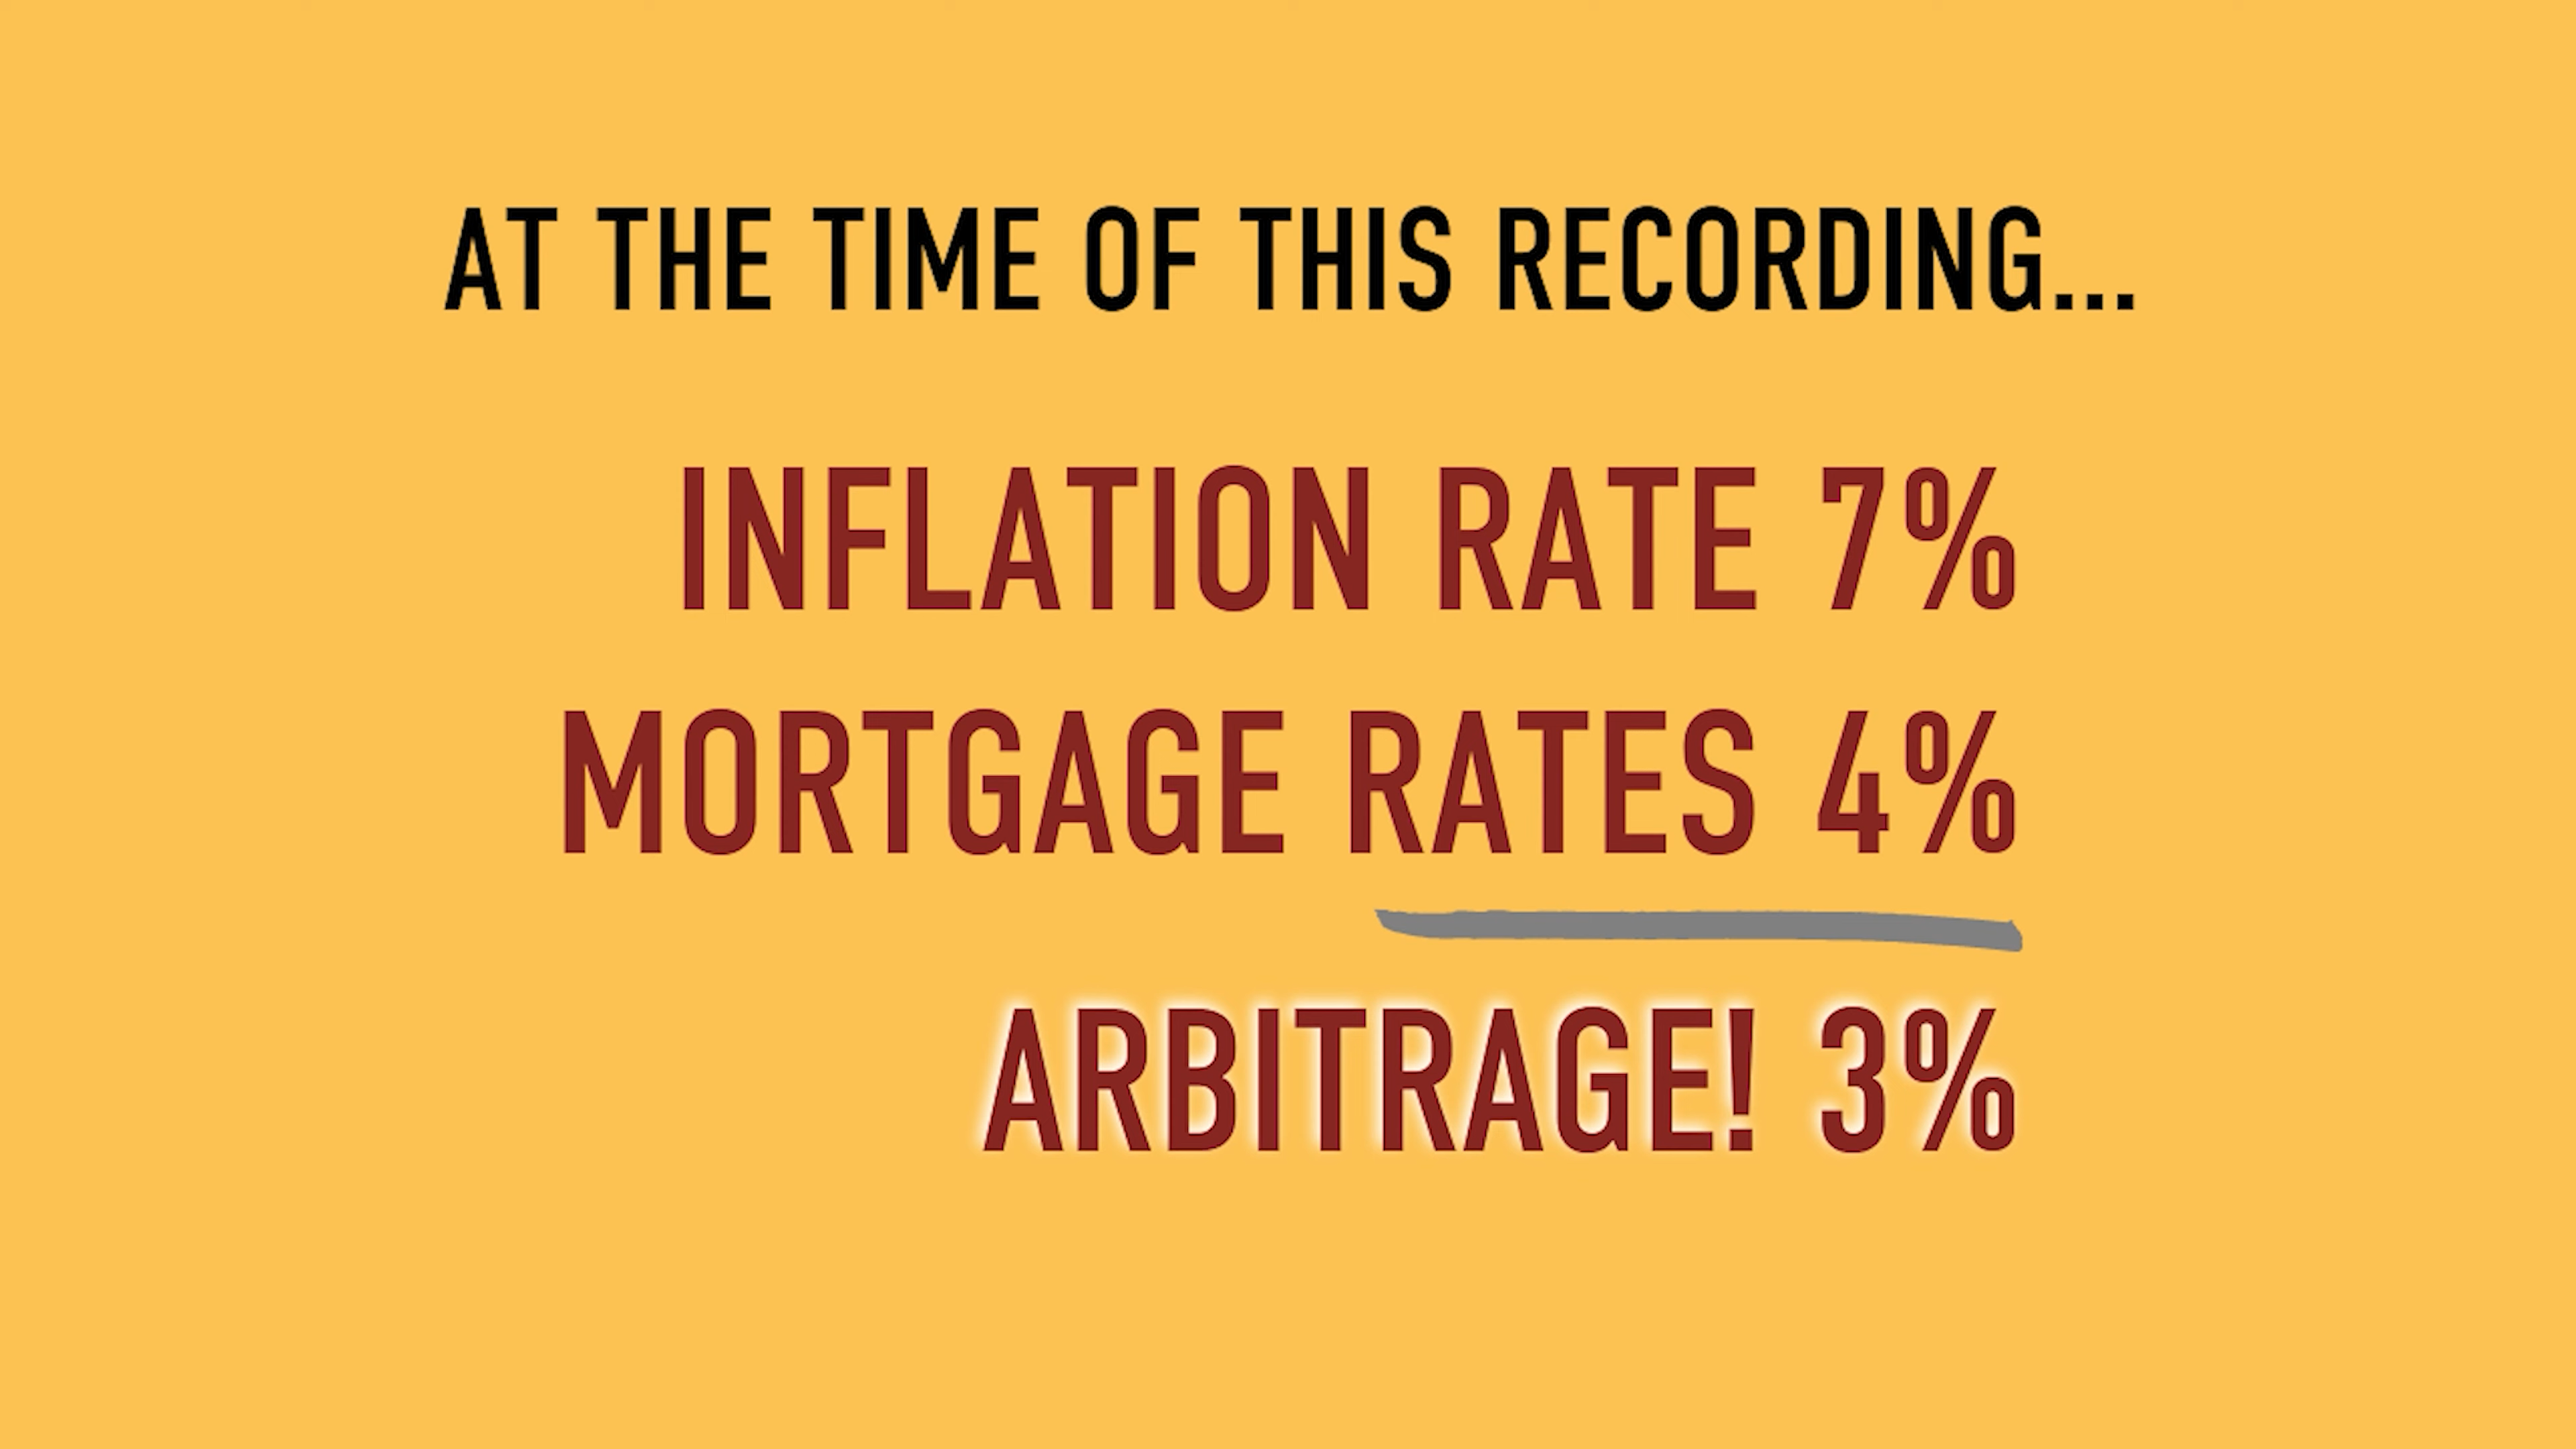 AT THE TIME OF THIS RECORDING...
INFLATION RATE 7%
MORTGAGE RATES 4%
ARBITRAGE! 3%